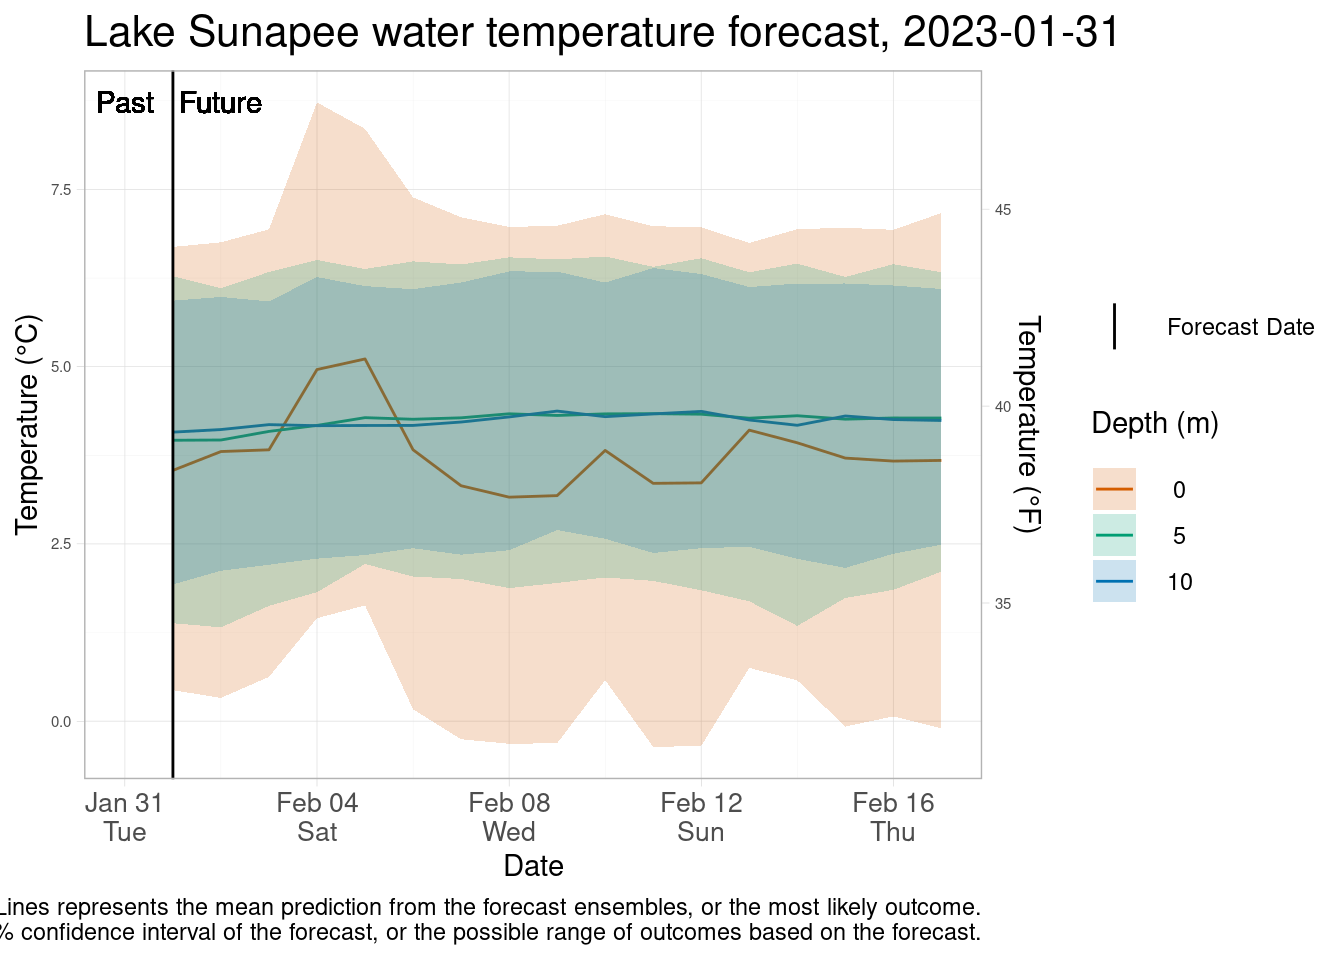 Lake Sunapee water temperature forecast, 2023-01-31
Past
Future
7.5
5.0
2.5
0.0
Temperature (°C)
45
40
35
Temperature (°F)
Jan 31
Tue
Feb 04
Sat
Feb 08
Wed
Feb 12
Sun
Feb 16
Thu
Date
Forecast Date
Depth (m)
0
5
10
Lines represents the mean prediction from the forecast ensembles, or the most likely outcome.
% confidence interval of the forecast, or the possible range of outcomes based on the forecast.